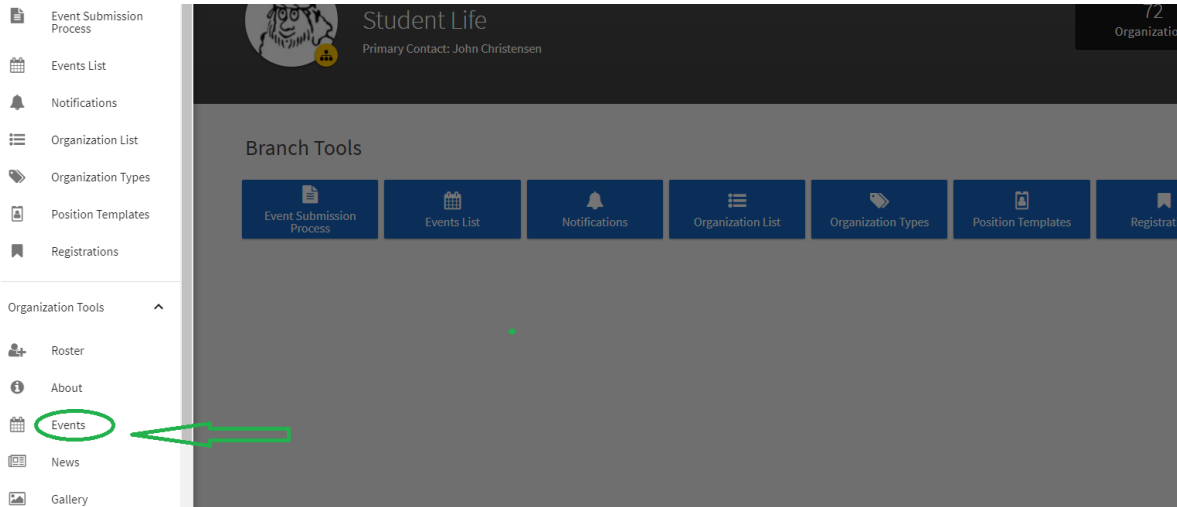 Event Submission
Process
Events List
Notifications
Organization List
Organization Types
Position Templates
Registrations
Organization Tools
Roster
About
Events
News
Gallery
Student Life
Primary Contact: John Christensen
72
Organizatio
Branch Tools
Event Submission
Process
Events List
Notifications
Organization List
Organization Types
Position Templates
Registrat